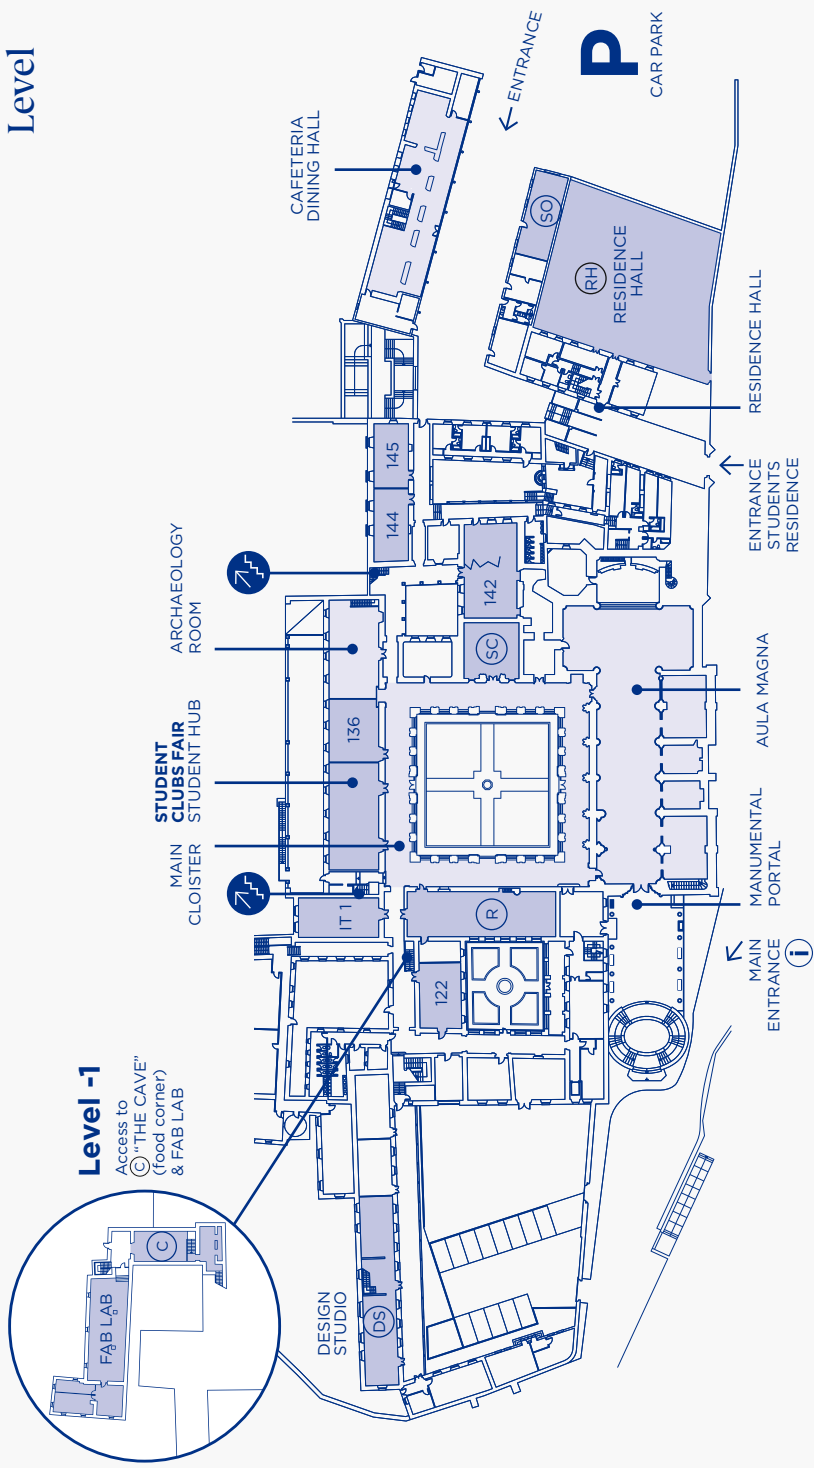 Level
Level -1
Access to
C "THE CAVE"
(food corner)
& FAB LAB
C
FAB LAB
DESIGN
STUDIO
DS
MAIN
CLOISTER
STUDENT
CLUBS FAIR
STUDENT HUB
ARCHAEOLOGY
ROOM
CAFETERIA
DINING HALL
ENTRANCE
P
CAR PARK
IT 1
136
144
145
122
R
SC
142
SO
RH
RESIDENCE
HALL
MAIN
ENTRANCE
i
MANUMENTAL
PORTAL
AULA MAGNA
ENTRANCE
STUDENTS
RESIDENCE
RESIDENCE HALL